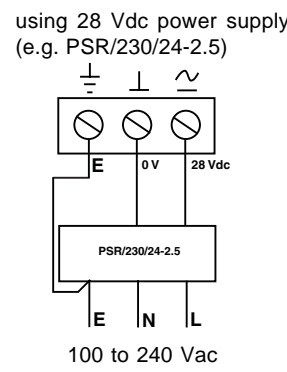 using 28 Vdc power supply
(e.g. PSR/230/24-2.5)
E 0 V 28 Vdc
PSR/230/24-2.5
E N L
100 to 240 Vac